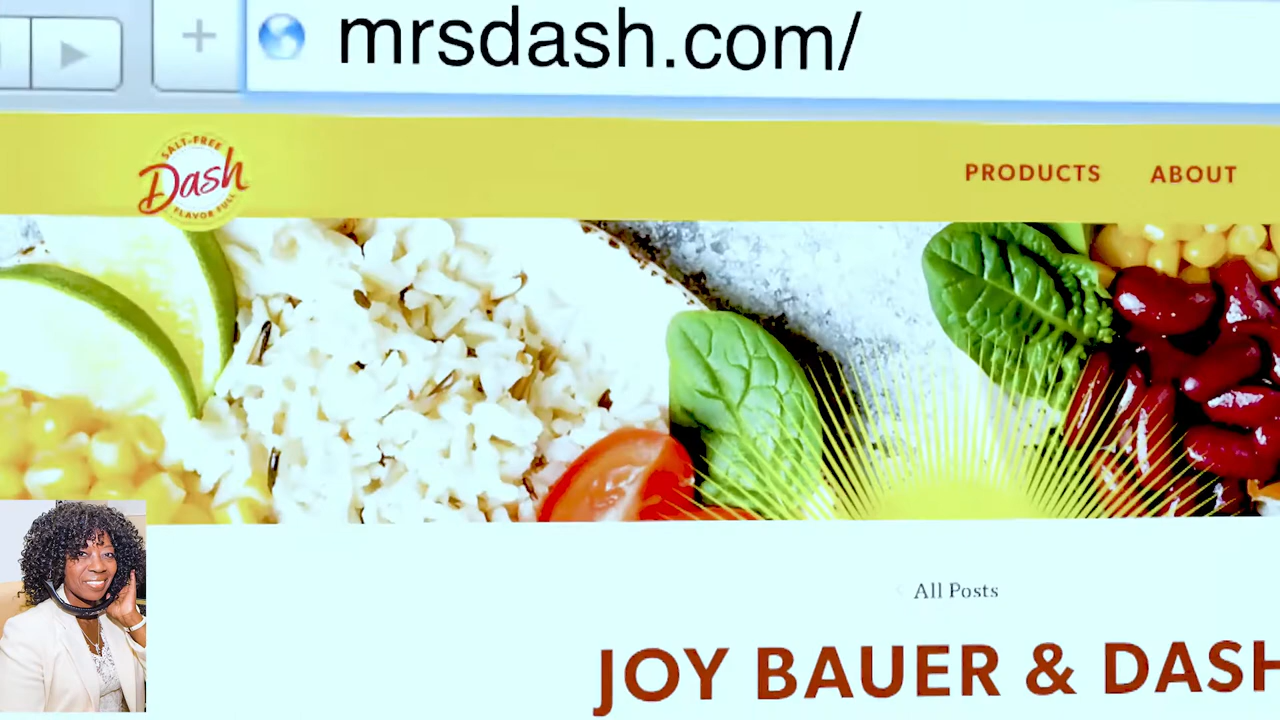 mrsdash.com/
SALT-FREE
Dash
FLAVOR FULL
PRODUCTS ABOUT
All Posts
JOY BAUER & DASH